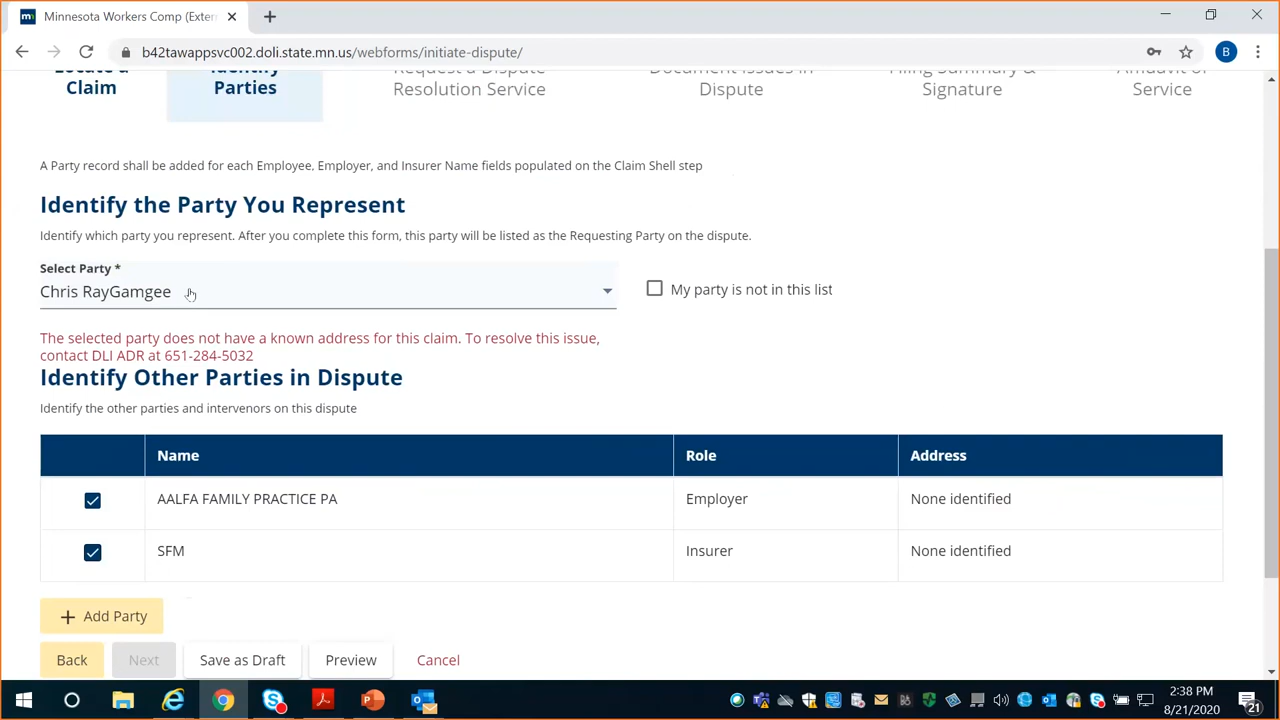 Minnesota Workers Comp (Exter
b42tawappsvc002.doli.state.mn.us/webforms/initiate-dispute/
B
Locate a
Claim
Identify
Parties
Request a Dispute
Resolution Service
Document Issues in
Dispute
Filing Summary &
Signature
Affidavit of
Service
A Party record shall be added for each Employee. Employer, and Insurer Name fields populated on the Claim Shell step
Identify the Party You Represent
Identify which party you represent. After you complete this form, this party will be listed as the Requesting Party on the dispute.
Select Party *
Chris RayGamgee
My party is not in this list
The selected party does not have a known address for this claim. To resolve this issue,
contact DLI ADR at 651-284-5032
Identify Other Parties in Dispute
Identify the other parties and intervenors on this dispute
Name Role Address
AALFA FAMILY PRACTICE PA Employer None identified
SFM Insurer None identified
+ Add Party
Back Next Save as Draft Preview Cancel
2:38 PM
8/21/2020
21